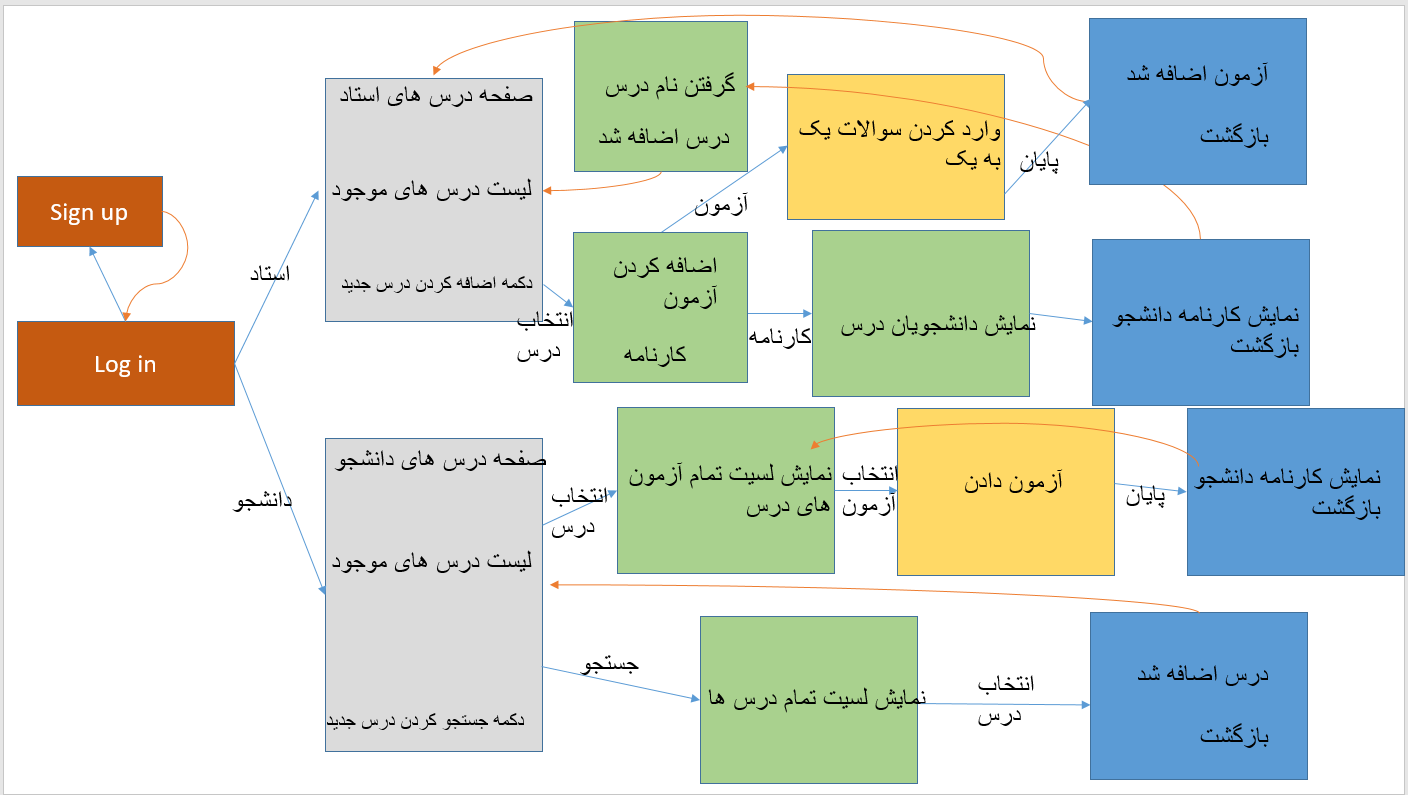 Sign up
Log in
استاد
دانشجو
صفحه درس های استاد
لیست درس های موجود
دکمه اضافه کردن درس جدید
انتخاب
درس
گرفتن نام درس
درس اضافه شد
آزمون
اضافه کردن
آزمون
کارنامه
کارنامه
وارد کردن سوالات یک
به یک
پایان
آزمون اضافه شد
بازگشت
نمایش دانشجویان درس
نمایش کارنامه دانشجو
بازگشت
صفحه درس های دانشجو
لیست درس های موجود
دکمه جستجو کردن درس جدید
انتخاب
درس
نمایش لسیت تمام آزمون
های درس
انتخاب
آزمون
آزمون دادن
پایان
نمایش کارنامه دانشجو
بازگشت
جستجو
نمایش لسیت تمام درس ها
انتخاب
درس
درس اضافه شد
بازگشت